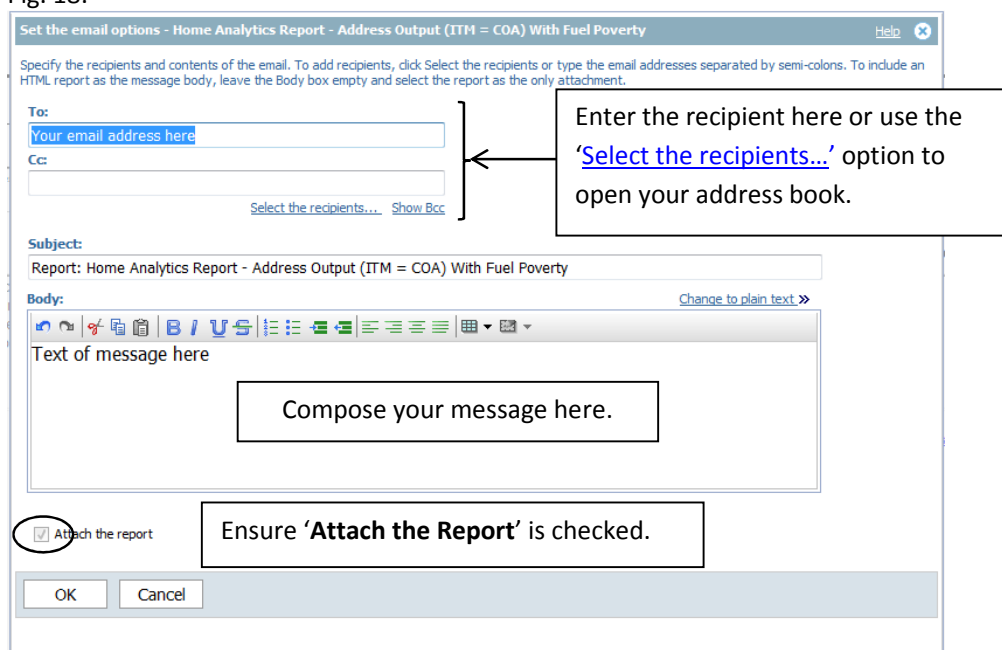 Fig. 18.
Set the email options - Home Analytics Report - Address Output (ITM = COA) With Fuel Poverty
Help
Specify the recipients and contents of the email. To add recipients, click Select the recipients or type the email addresses separated by semi-colons. To include an
HTML report as the message body, leave the Body box empty and select the report as the only attachment.
To:
Your email address here
Cc:
Select the recipients... Show Bcc
Enter the recipient here or use the
‘Select the recipients…’ option to
open your address book.
Subject:
Report: Home Analytics Report - Address Output (ITM = COA) With Fuel Poverty
Body:
Change to plain text »
B I U S
Text of message here
Compose your message here.
Attach the report
Ensure ‘Attach the Report’ is checked.
OK
Cancel